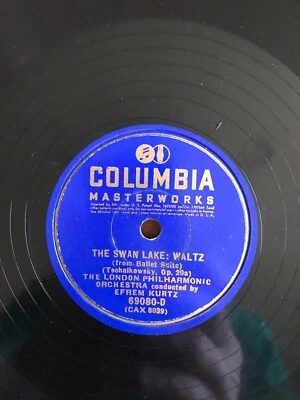 COLUMBIA
MASTERWORKS
THE SWAN LAKE: WALTZ
(from Ballet Suite)
(Tschaikowsky, Op. 20a)
THE LONDON PHILHARMONIC
ORCHESTRA conducted by
EFREM KURTZ
69080-D
(CAX 8039)